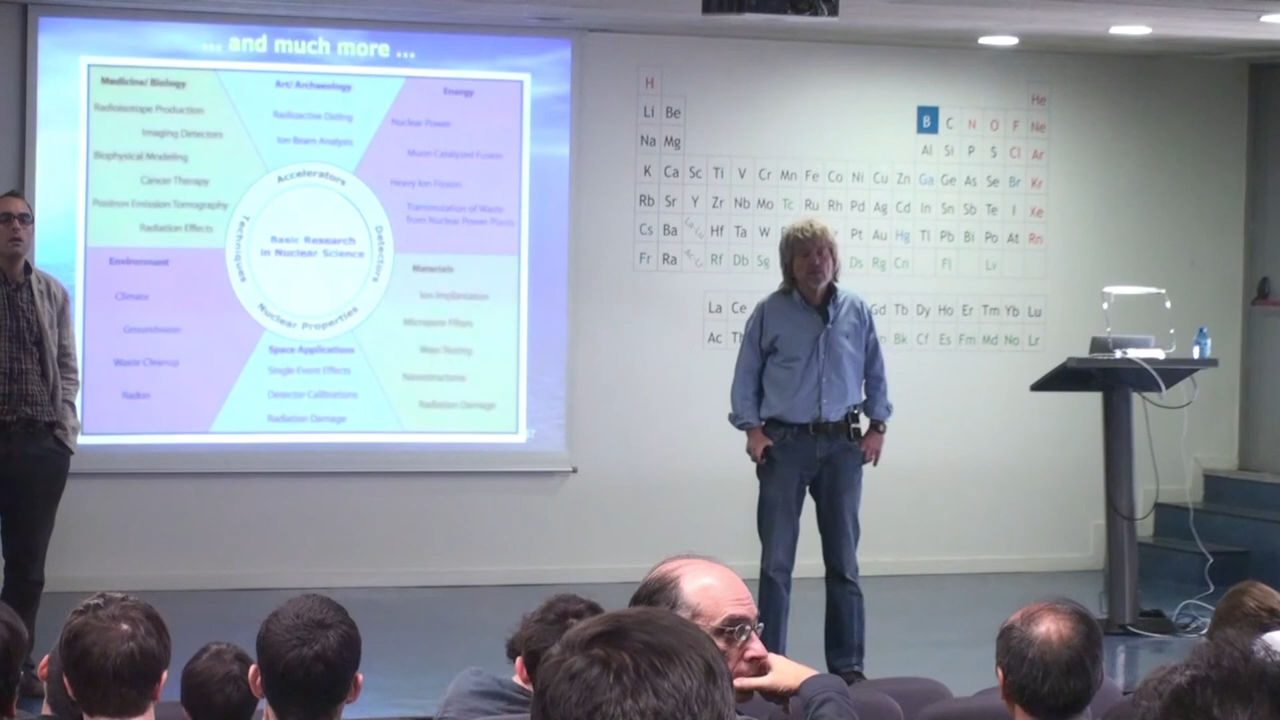 ... and much more ...
Medicine/ Biology
Radioisotope Production
Imaging Detectors
Biophysical Modeling
Cancer Therapy
Positron Emission Tomography
Radiation Effects
Art/ Archaeology
Radioactive Dating
Ion Beam Analysis
Energy
Nuclear Power
Muon Catalyzed Fusion
Heavy Ion Fusion
Transmutation of Waste
from Nuclear Power Plants
Accelerators
Techniques
Detectors
Nuclear Properties
Basic Research
in Nuclear Science
Environment
Climate
Groundwater
Waste Cleanup
Radon
Space Applications
Single-Event Effects
Detector Calibrations
Radiation Damage
Materials
Ion Implantation
Micropore Filters
Wear Testing
Radiation Damage
H He
Li Be B C N O F Ne
Na Mg Al Si P S Cl Ar
K Ca Sc Ti V Cr Mn Fe Co Ni Cu Zn Ga Ge As Se Br Kr
Rb Sr Y Zr Nb Mo Tc Ru Rh Pd Ag Cd In Sn Sb Te I Xe
Cs Ba La-Lu Hf Ta W Pt Au Hg Tl Pb Bi Po At Rn
Fr Ra Rf Db Sg Ds Rg Cn Fl Lv
La Ce Gd Tb Dy Ho Er Tm Yb Lu
Ac Bk Cf Es Fm Md No Lr